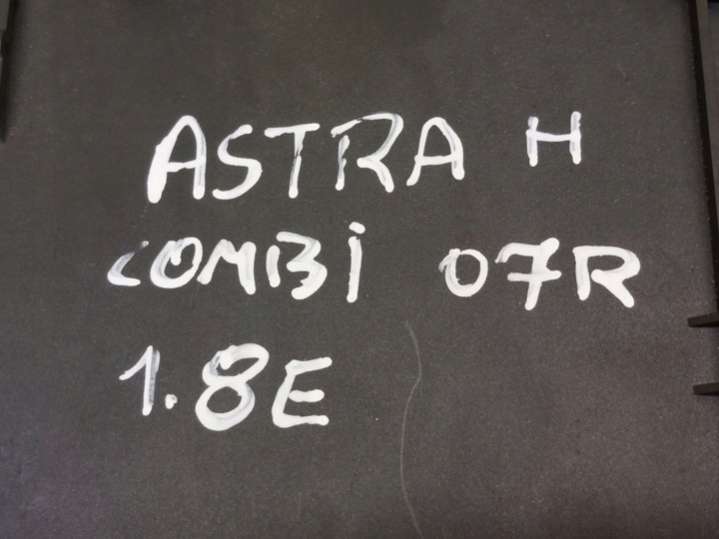 ASTRA H
COMBi 07R
1.8E